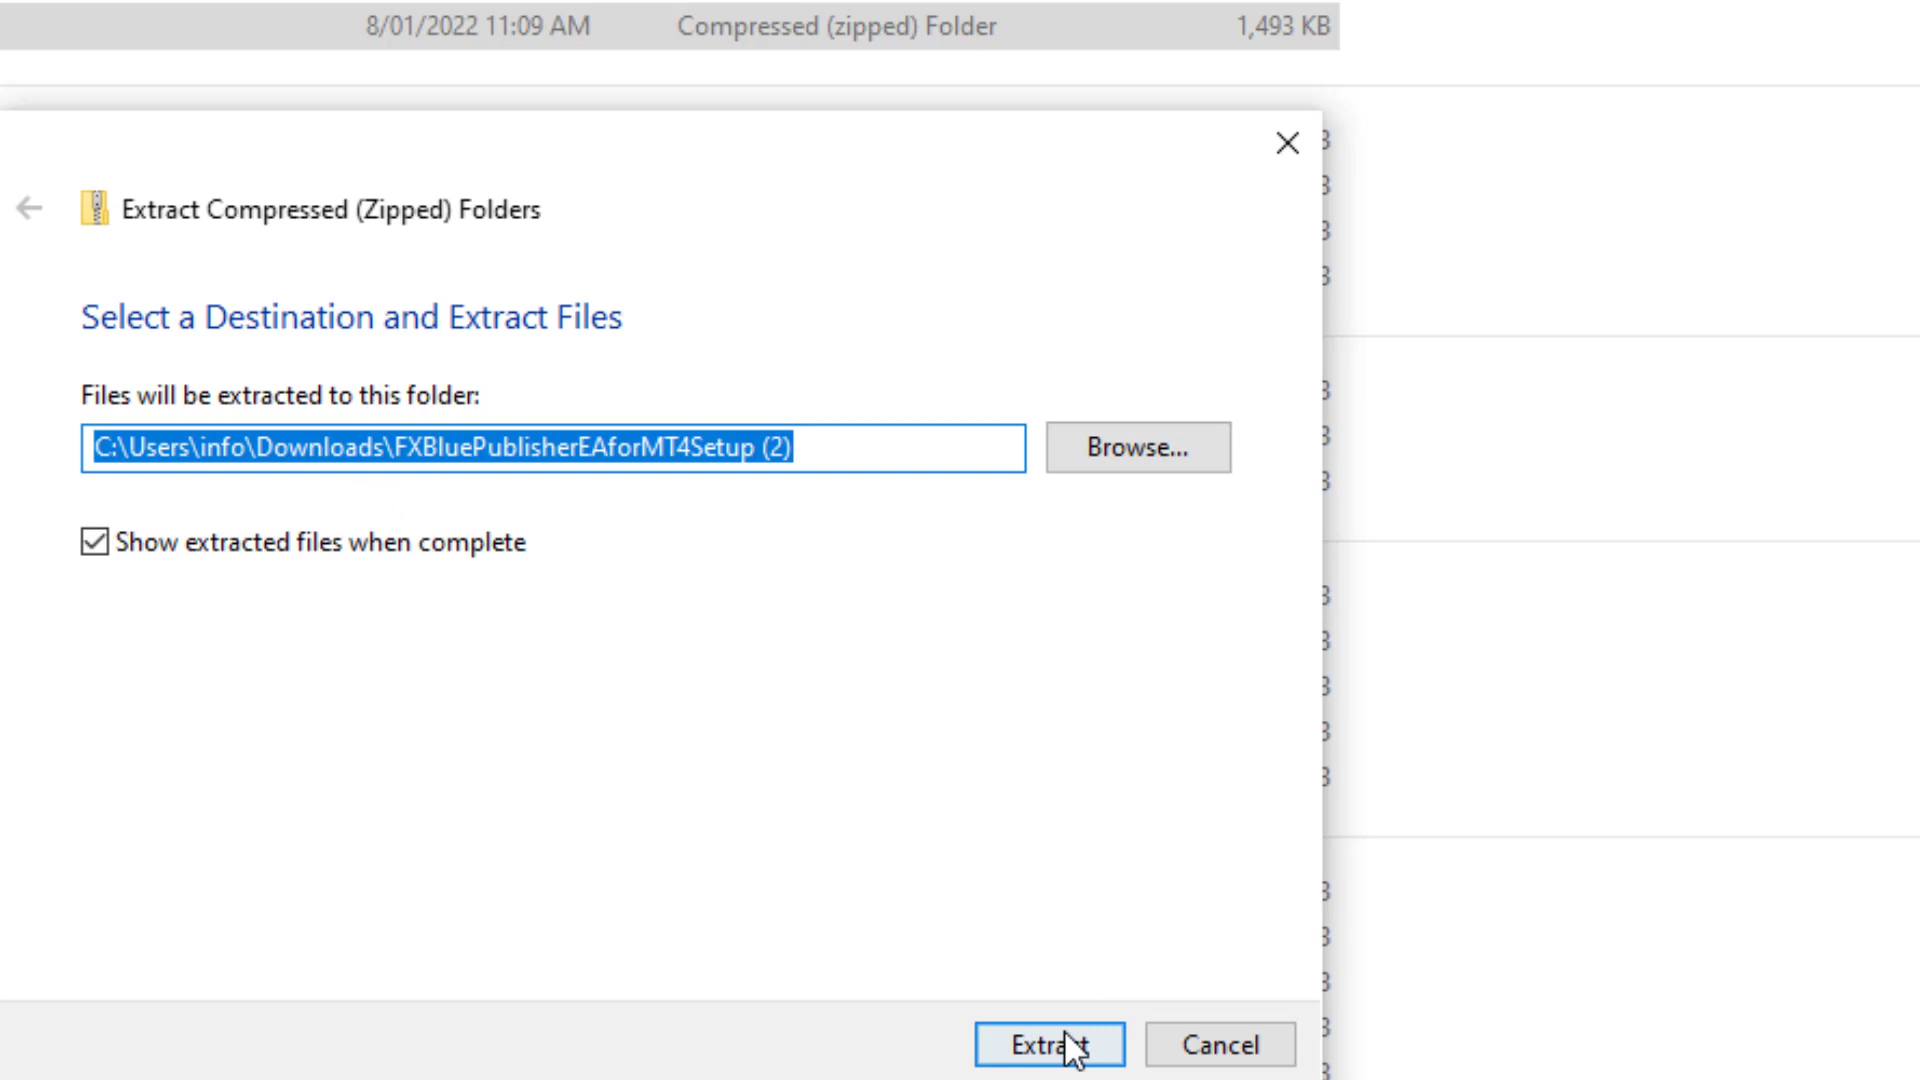 8/01/2022 11:09 AM Compressed (zipped) Folder 1,493 KB
Extract Compressed (Zipped) Folders
Select a Destination and Extract Files
Files will be extracted to this folder:
C:\Users\info\Downloads\FXBluePublisherEAforMT4Setup (2)
Browse...
Show extracted files when complete
Extract
Cancel